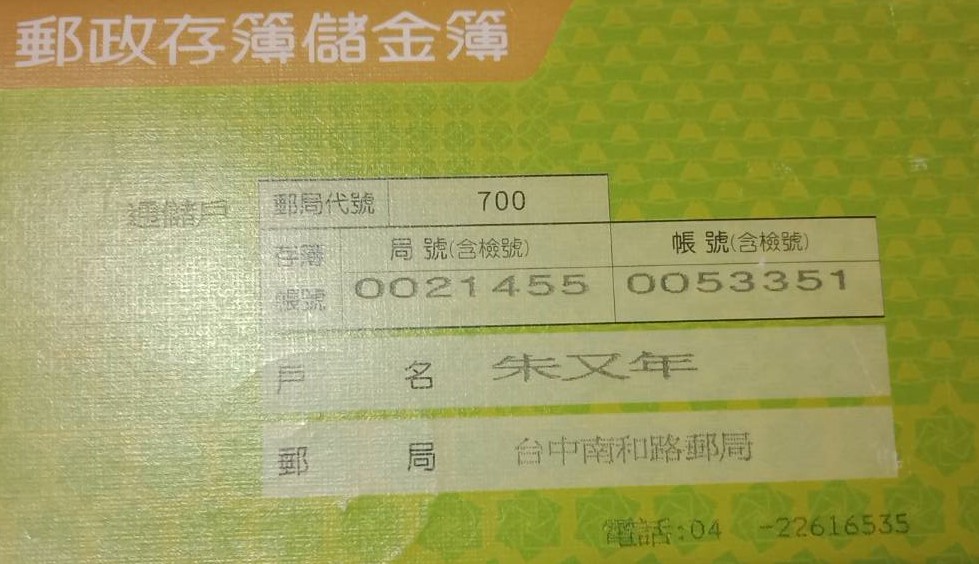 郵政存簿儲金簿
通儲戶 郵局代號 700
存簿 局 號(含檢號) 帳 號(含檢號)
帳號 0021455 0053351
戶 名 朱又年
郵 局 台中南和路郵局
電話:04 -22616535